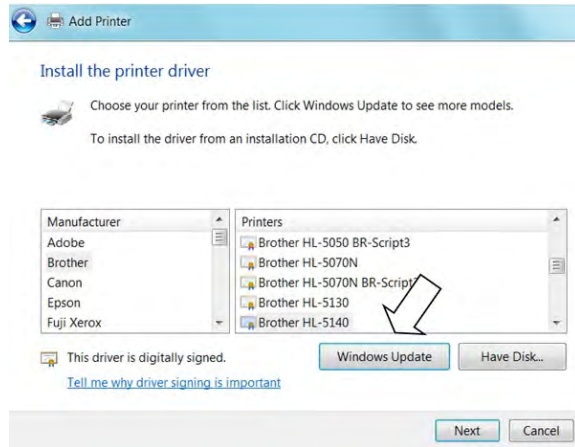 Add Printer
Install the printer driver
Choose your printer from the list. Click Windows Update to see more models.
To install the driver from an installation CD, click Have Disk.
Manufacturer
Adobe
Brother
Canon
Epson
Fuji Xerox
Printers
Brother HL-5050 BR-Script3
Brother HL-5070N
Brother HL-5070N BR-Script
Brother HL-5130
Brother HL-5140
This driver is digitally signed.
Tell me why driver signing is important
Windows Update
Have Disk...
Next
Cancel